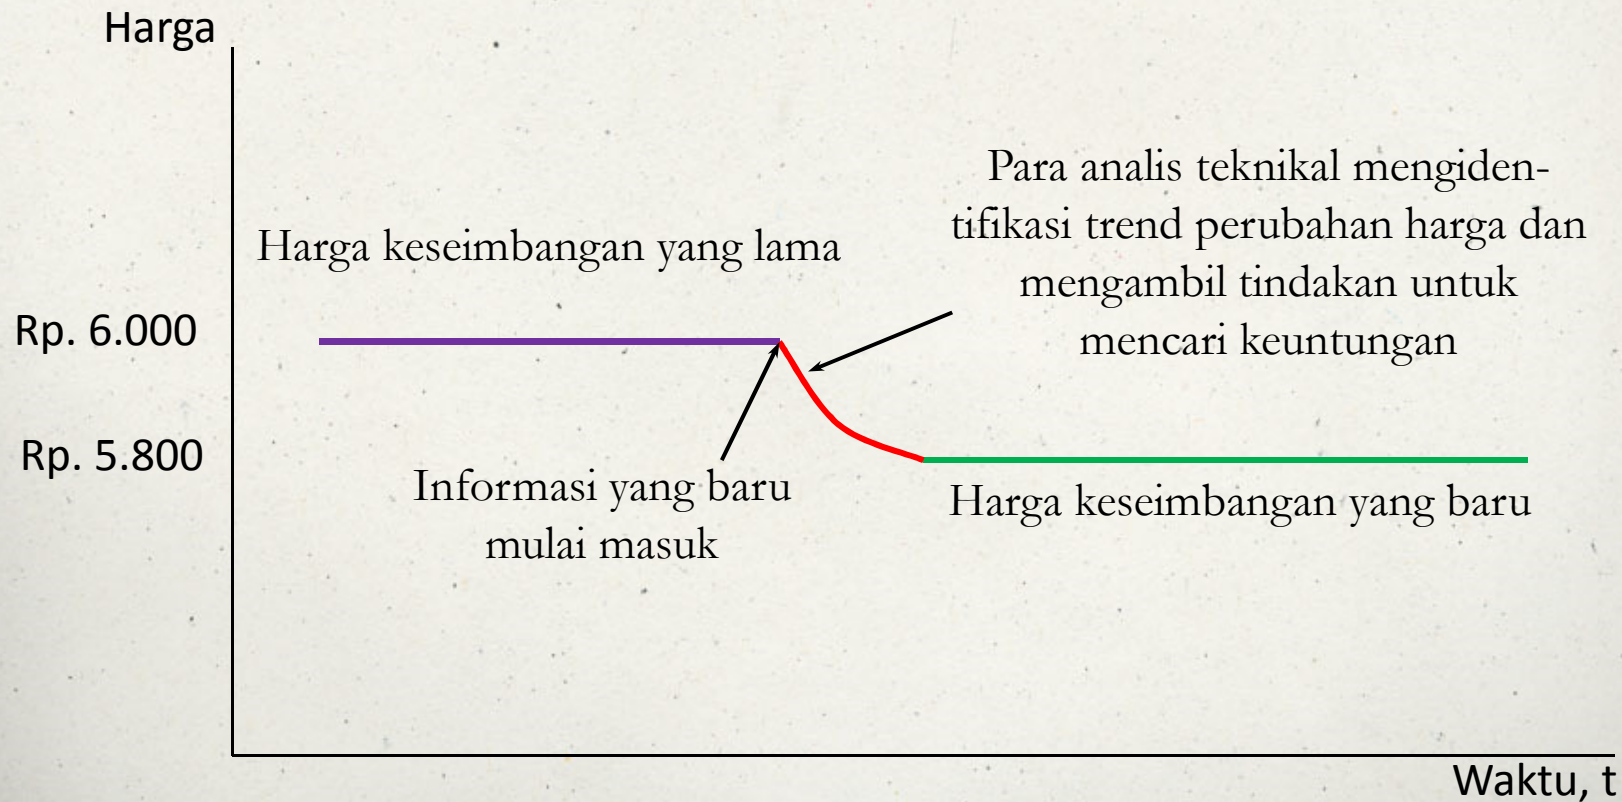 Harga
Para analis teknikal mengiden-
tifikasi trend perubahan harga dan
mengambil tindakan untuk
mencari keuntungan
Harga keseimbangan yang lama
Rp. 6.000
Rp. 5.800
Informasi yang baru
mulai masuk
Harga keseimbangan yang baru
Waktu, t